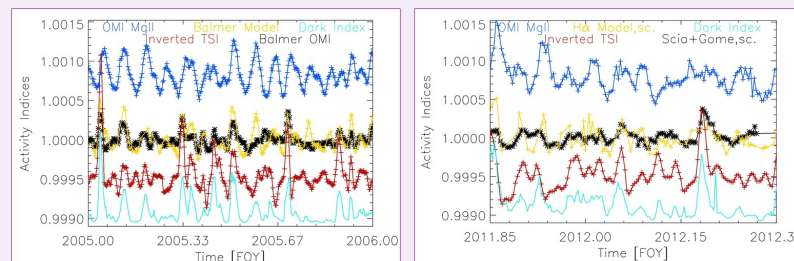 OMI MgII Balmer Model Dark Index
Inverted TSI Balmer OMI
1.0015
1.0010
1.0005
1.0000
0.9995
0.9990
Activity Indices
2005.00 2005.33 2005.67 2006.00
Time [FOY]
OMI MgII Hα Model,sc. Dark Index
Inverted TSI Scia+Gome,sc.
1.0015
1.0010
1.0005
1.0000
0.9995
0.9990
Activity Indices
2011.85 2012.00 2012.15 2012.3
Time [FOY]